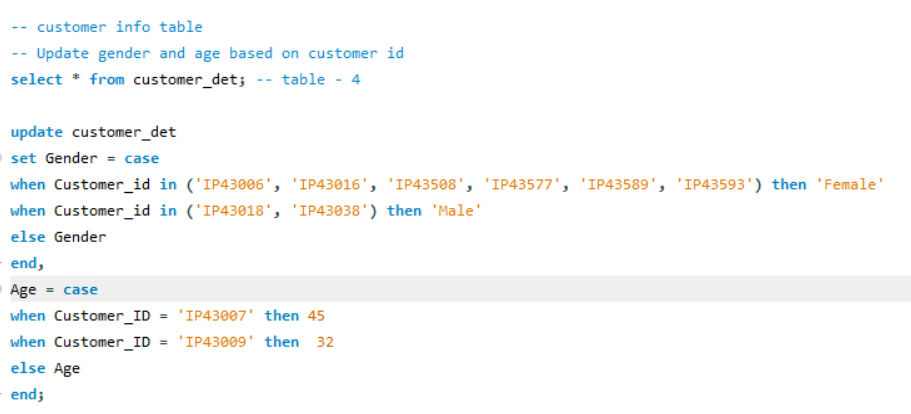 -- customer info table
-- Update gender and age based on customer id
select * from customer_det; -- table - 4
update customer_det
set Gender = case
when Customer_id in ('IP43006', 'IP43016', 'IP43508', 'IP43577', 'IP43589', 'IP43593') then 'Female'
when Customer_id in ('IP43018', 'IP43038') then 'Male'
else Gender
end,
Age = case
when Customer_ID = 'IP43007' then 45
when Customer_ID = 'IP43009' then  32
else Age
end;